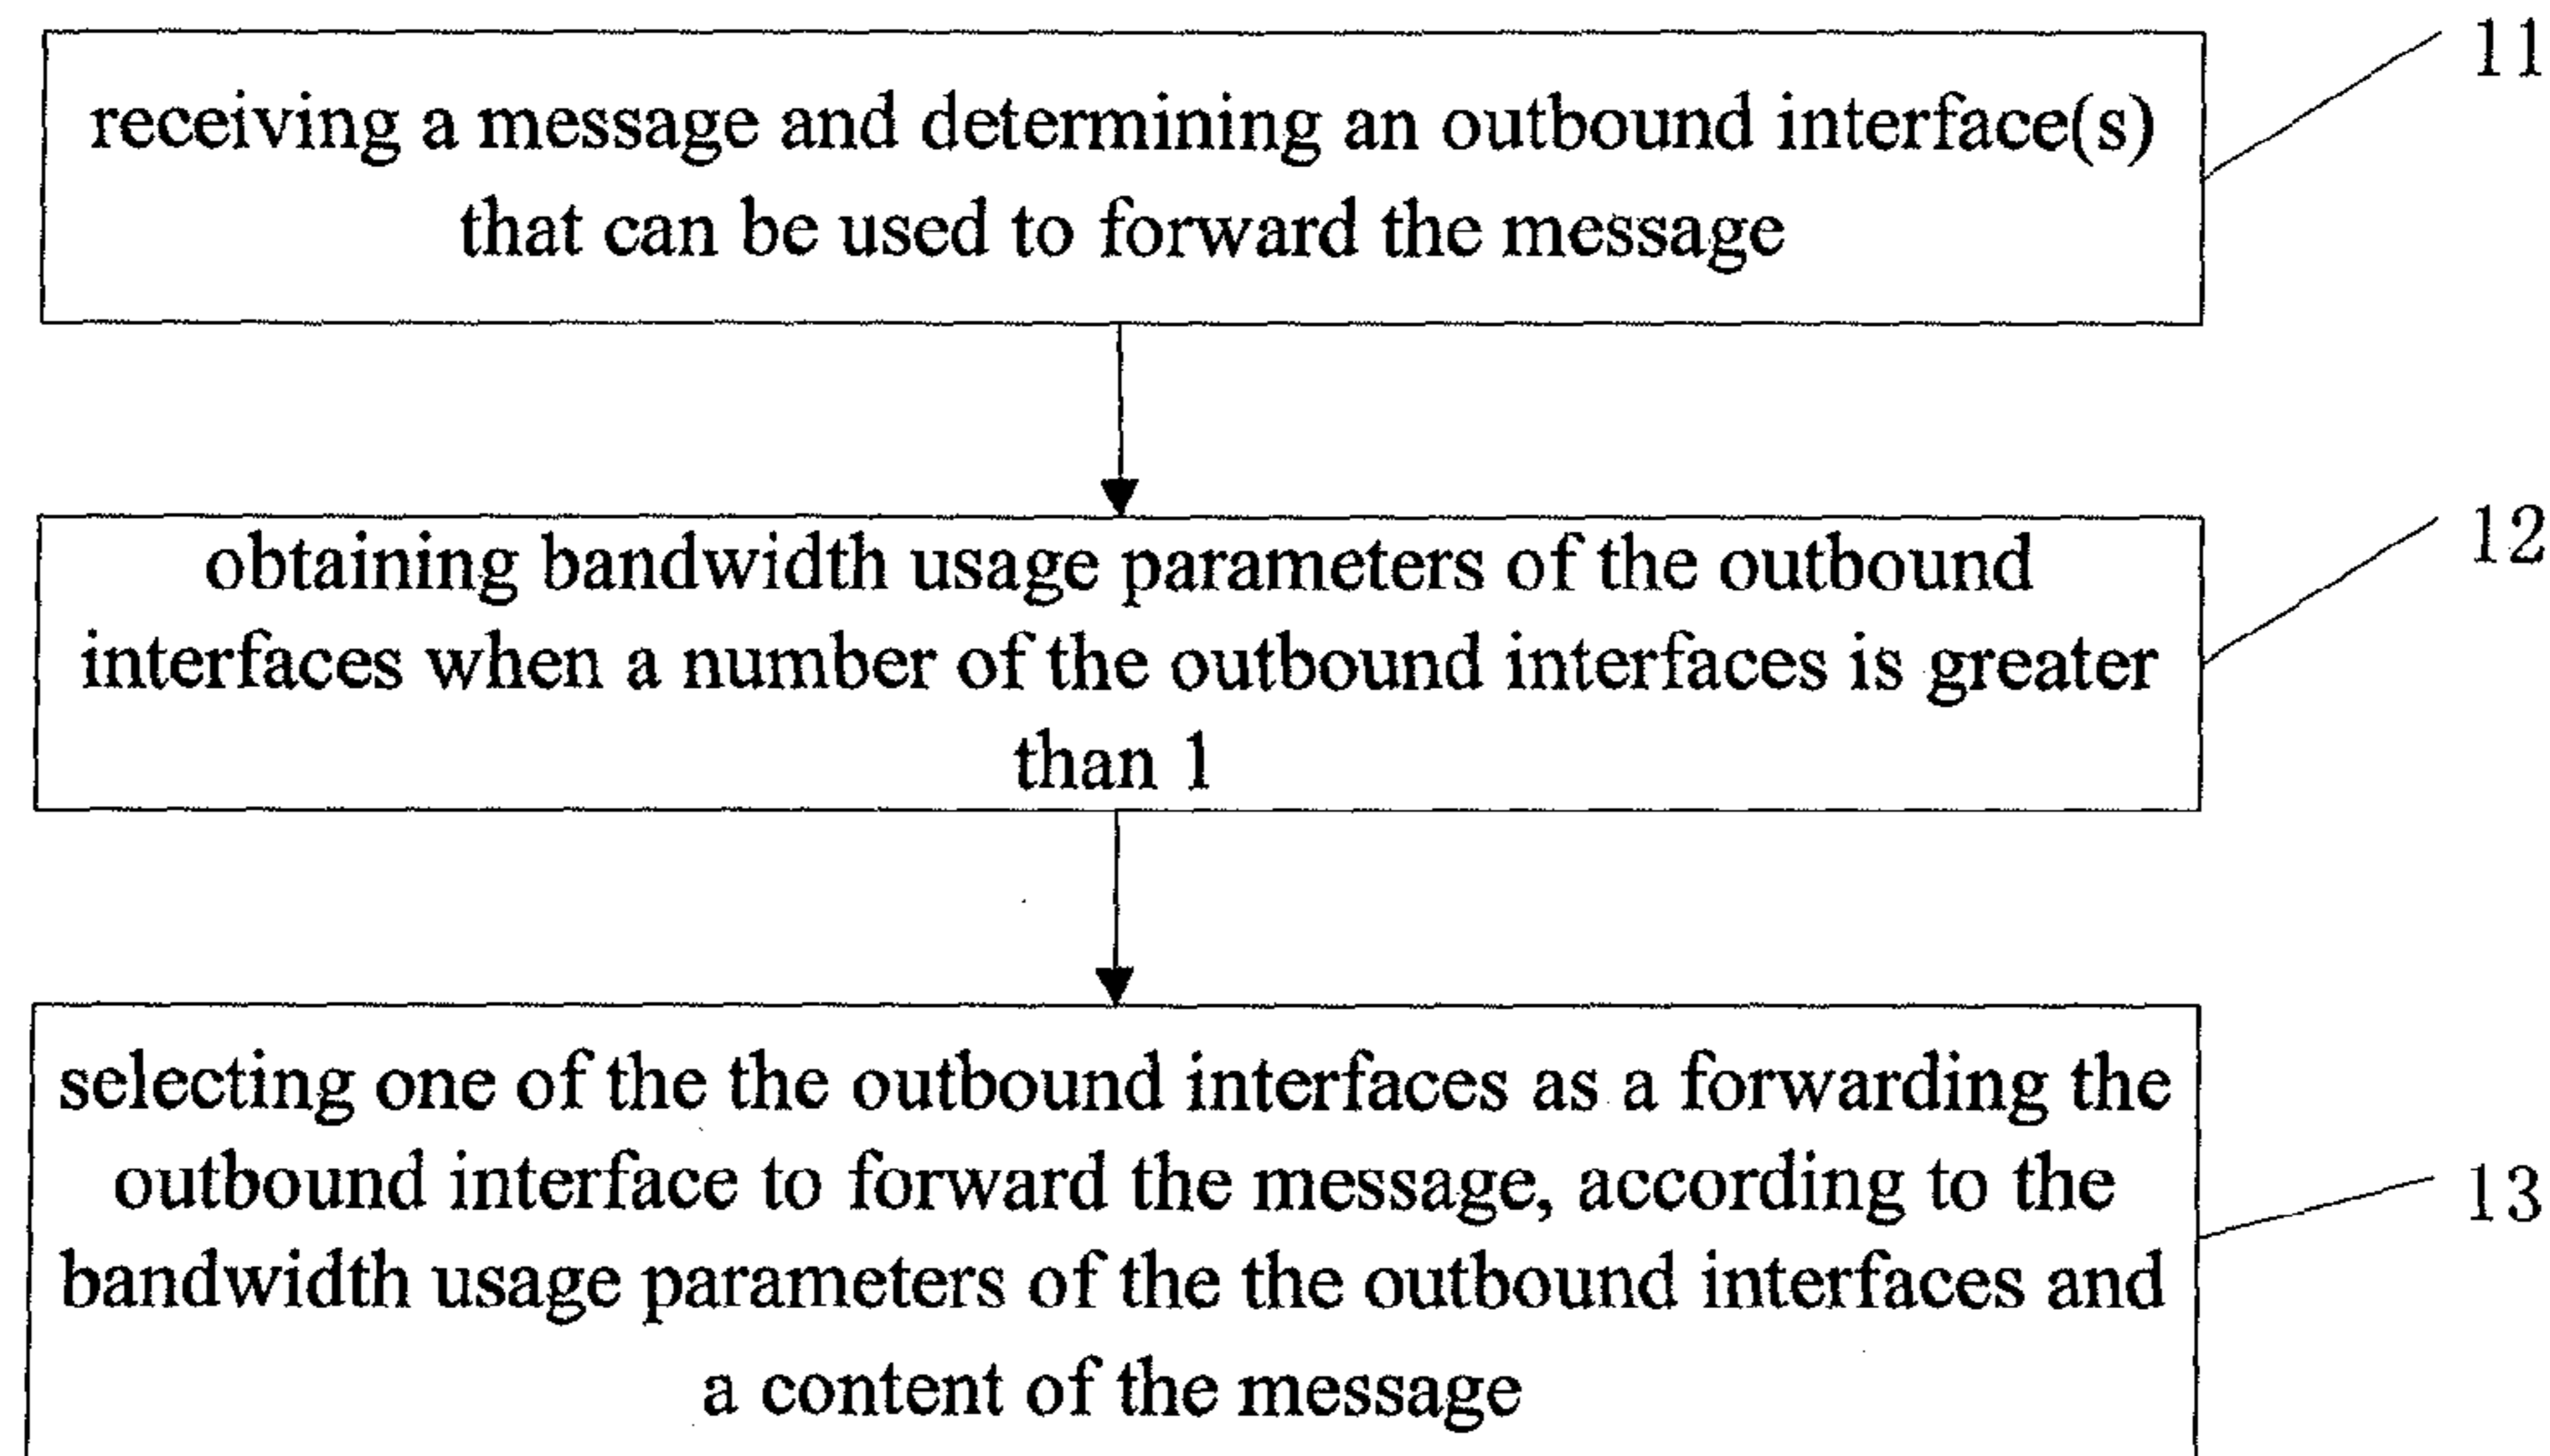 receiving a message and determining an outbound interface(s)
that can be used to forward the message
11
obtaining bandwidth usage parameters of the outbound
interfaces when a number of the outbound interfaces is greater
than 1
12
selecting one of the the outbound interfaces as a forwarding the
outbound interface to forward the message, according to the
bandwidth usage parameters of the the outbound interfaces and
a content of the message
13